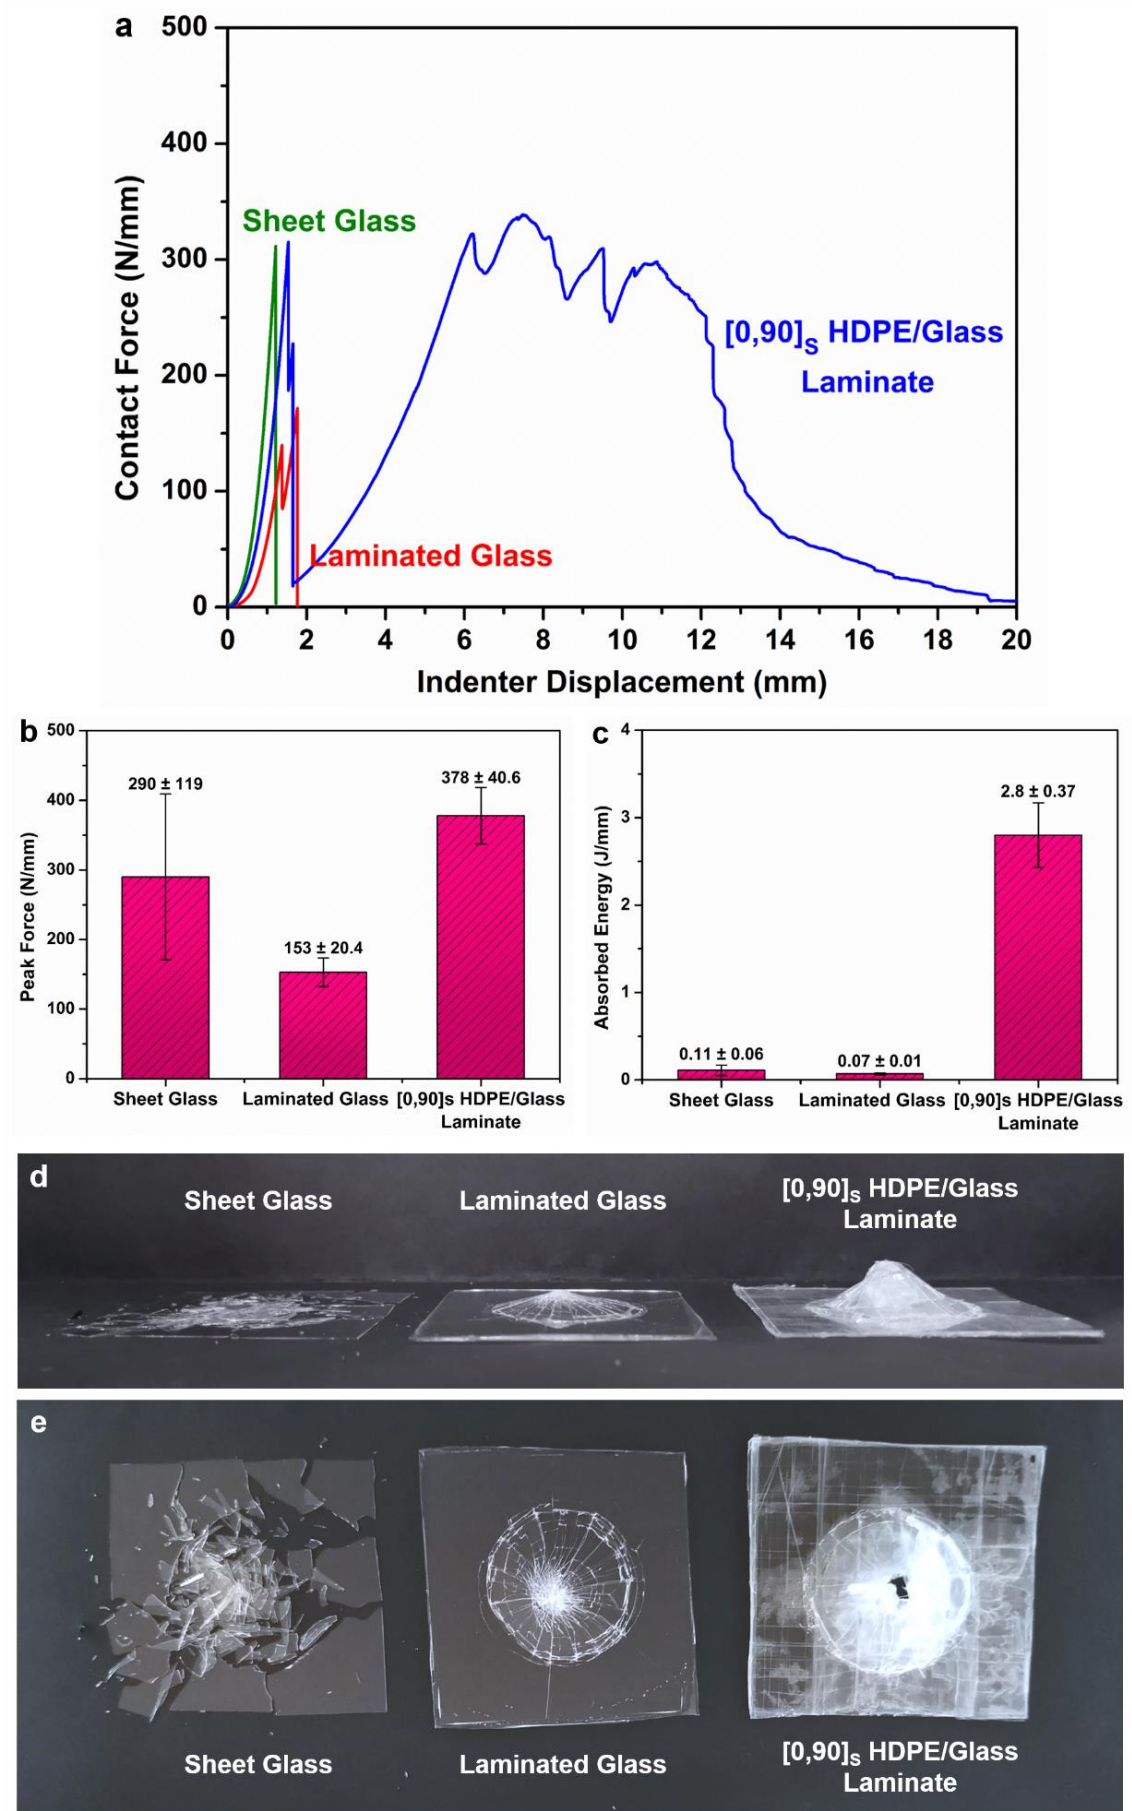 a
500
400
300
200
100
0
Contact Force (N/mm)
Sheet Glass
[0,90]S HDPE/Glass
Laminate
Laminated Glass
0 2 4 6 8 10 12 14 16 18 20
Indenter Displacement (mm)
b
500
400
300
200
100
0
Peak Force (N/mm)
290 ± 119
153 ± 20.4
378 ± 40.6
Sheet Glass Laminated Glass [0,90]s HDPE/Glass
Laminate
c
4
3
2
1
0
Absorbed Energy (J/mm)
0.11 ± 0.06
0.07 ± 0.01
2.8 ± 0.37
Sheet Glass Laminated Glass [0,90]s HDPE/Glass
Laminate
d
Sheet Glass
Laminated Glass
[0,90]S HDPE/Glass
Laminate
e
Sheet Glass
Laminated Glass
[0,90]S HDPE/Glass
Laminate